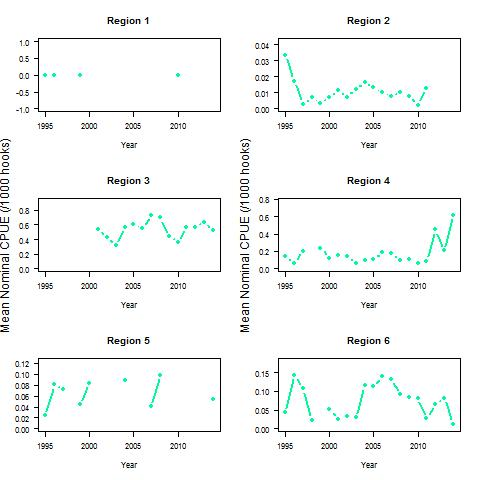 Region 1
1.0
0.5
0.0
-0.5
-1.0
1995 2000 2005 2010
Year
Region 2
0.04
0.03
0.02
0.01
0.00
1995 2000 2005 2010
Year
Mean Nominal CPUE (/1000 hooks)
Mean Nominal CPUE (/1000 hooks)
Region 3
0.8
0.6
0.4
0.2
0.0
1995 2000 2005 2010
Year
Region 4
0.8
0.6
0.4
0.2
0.0
1995 2000 2005 2010
Year
Region 5
0.12
0.10
0.08
0.06
0.04
0.02
0.00
1995 2000 2005 2010
Year
Region 6
0.15
0.10
0.05
0.00
1995 2000 2005 2010
Year